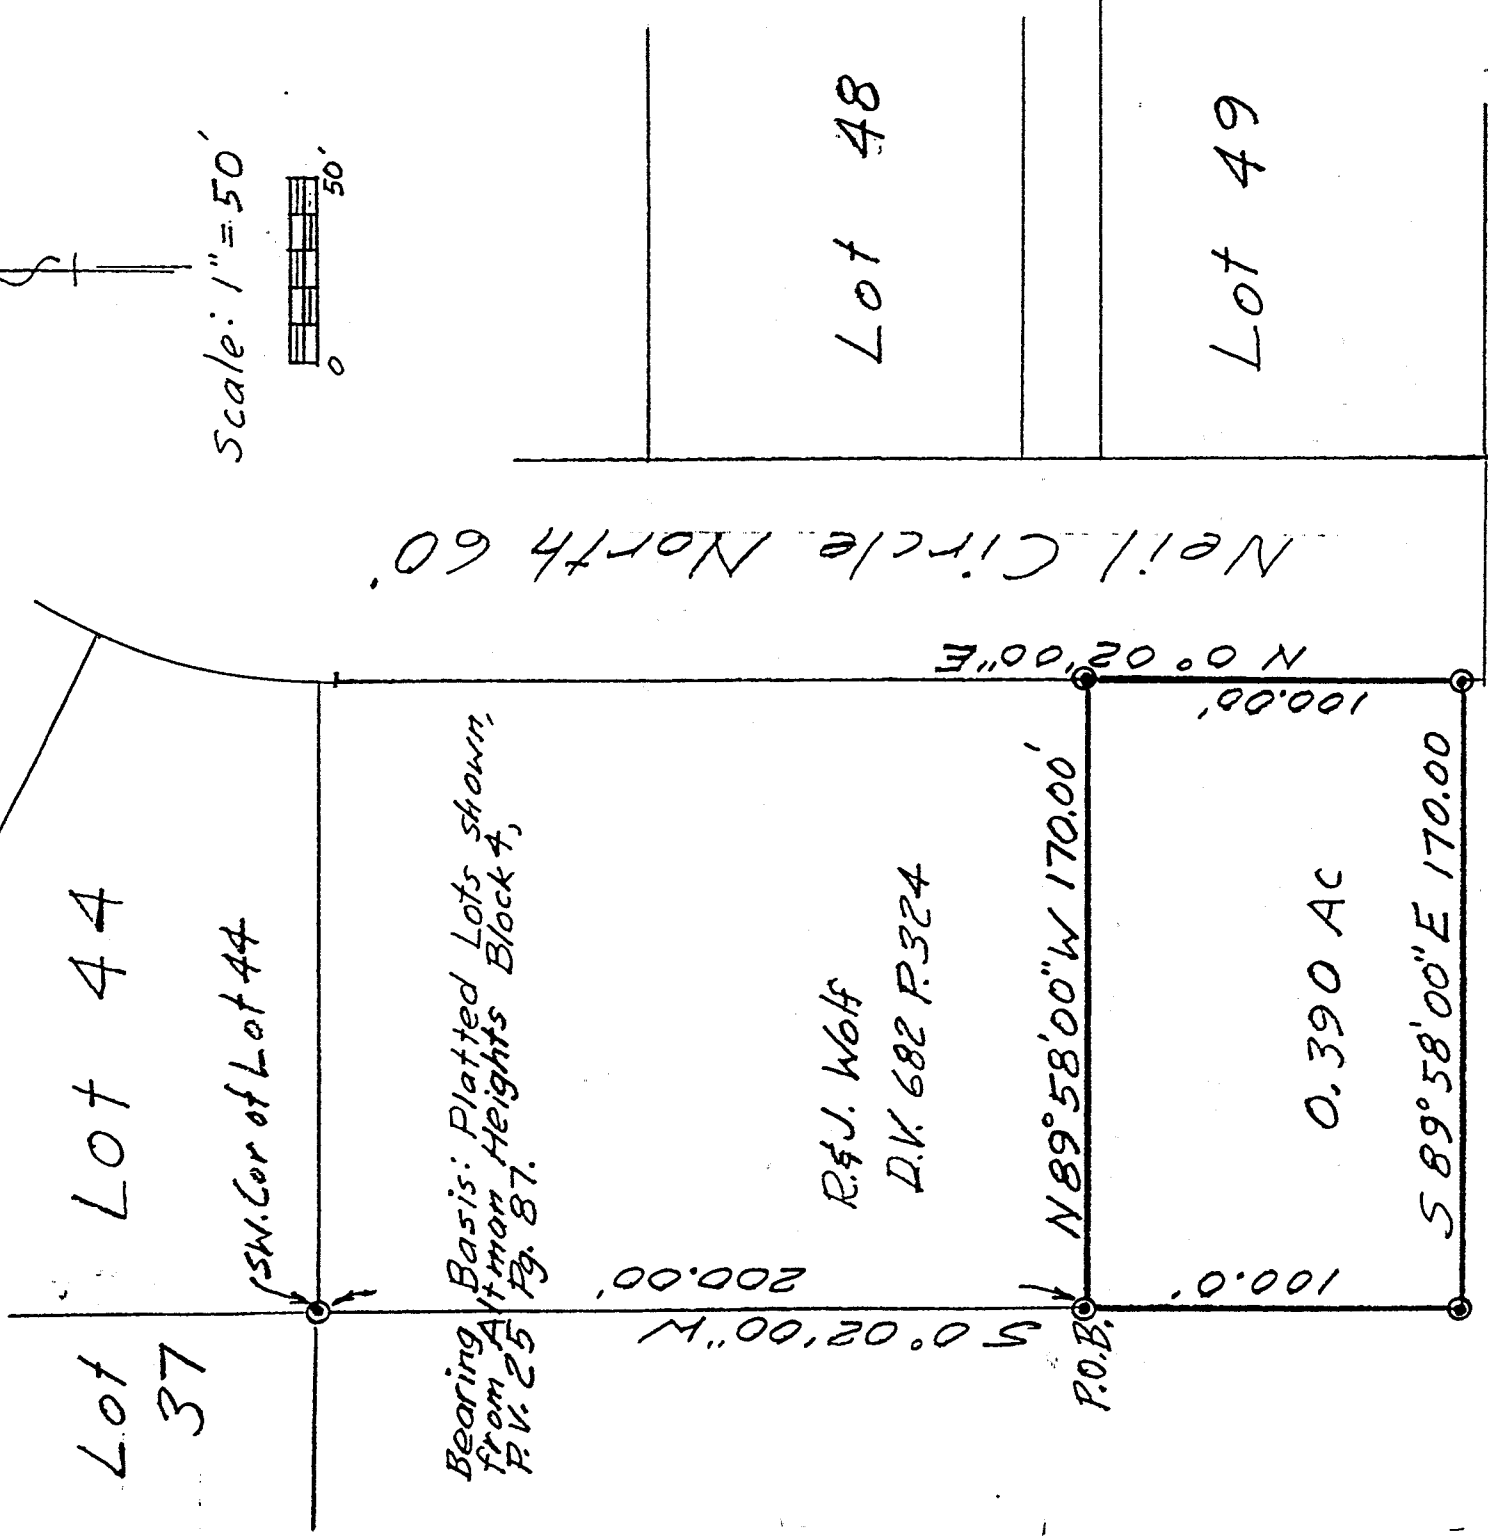 Scale: 1"=50'
0 50'
Lot 48
Lot 49
Neil Circle North 60'
Lot 44
SW. Cor of Lot 44
Lot
37
Bearing Basis: Platted Lots shown,
from Altman Heights Block 4,
P.V. 25 Pg. 87.
200.00'
S 0°02'00"W
R.&J. Wolf
D.V. 682 P.324
N 0°02'00"E
100.00'
N89°58'00"W 170.00'
P.O.B.
100.0'
0.390 AC
S 89°58'00"E 170.00